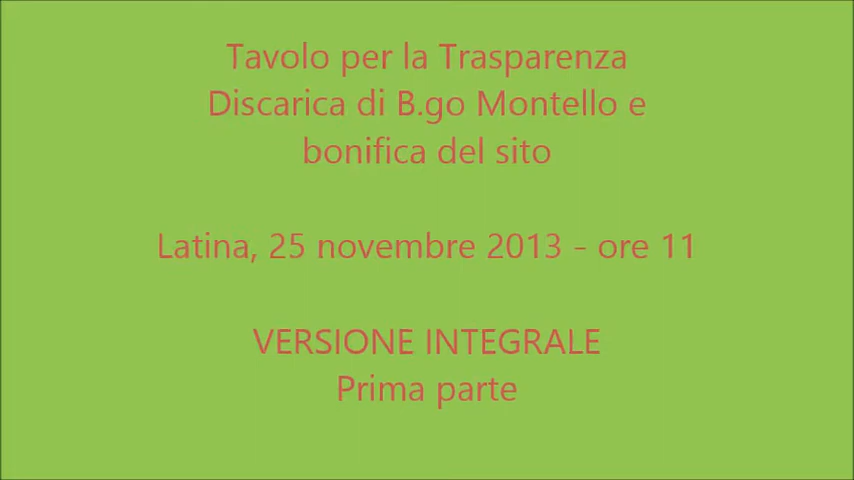 Tavolo per la Trasparenza
Discarica di B.go Montello e
bonifica del sito
Latina, 25 novembre 2013 - ore 11
VERSIONE INTEGRALE
Prima parte